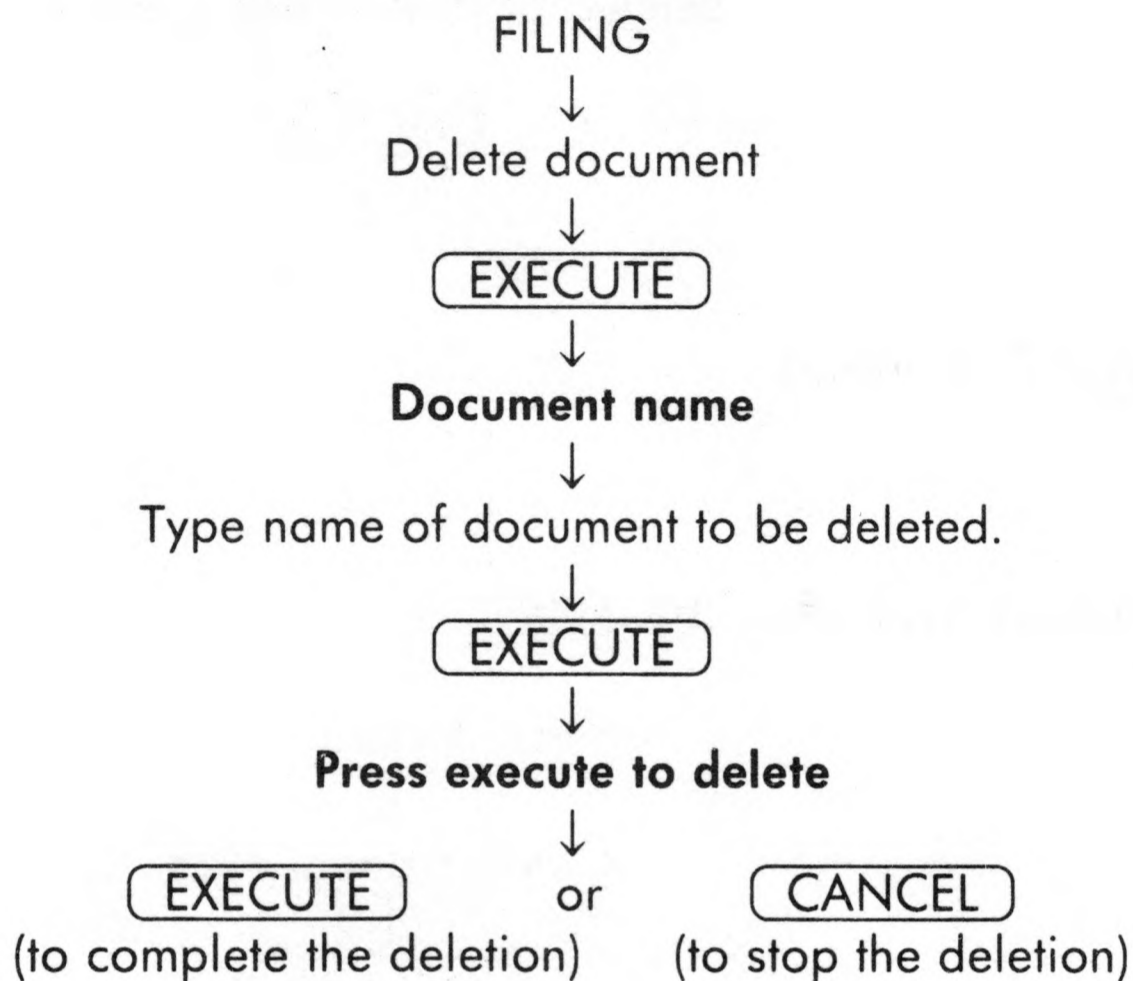 FILING
↓
Delete document
↓
EXECUTE
↓
Document name
↓
Type name of document to be deleted.
↓
EXECUTE
↓
Press execute to delete
↓
EXECUTE or CANCEL
(to complete the deletion) (to stop the deletion)